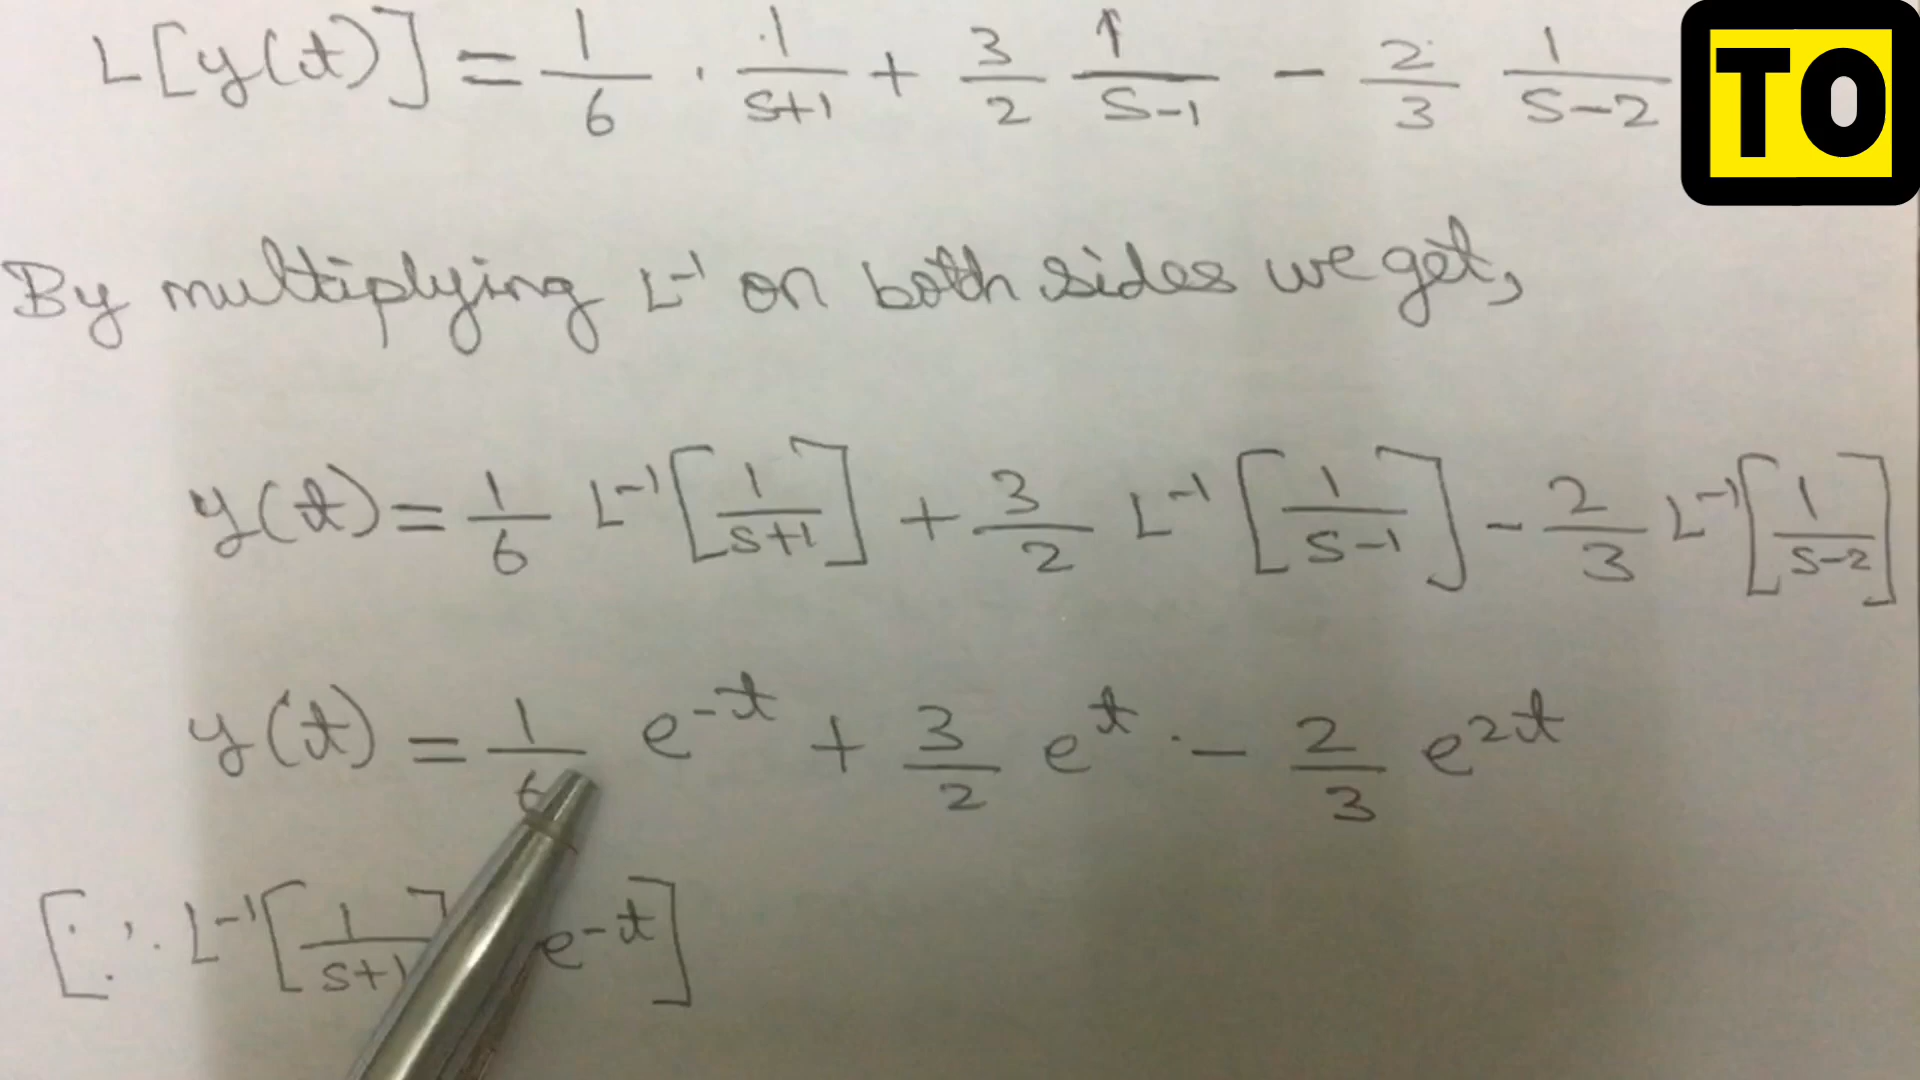 L[y(t)] = 1/6 · 1/(s+1) + 3/2 1/(s-1) - 2/3 1/(s-2)
TO
By multiplying L⁻¹ on both sides we get,
y(t) = 1/6 L⁻¹[1/(s+1)] + 3/2 L⁻¹[1/(s-1)] - 2/3 L⁻¹[1/(s-2)]
y(t) = 1/6 e^(-t) + 3/2 e^t - 2/3 e^(2t)
[∵ L⁻¹[1/(s+1)] e^(-t)]